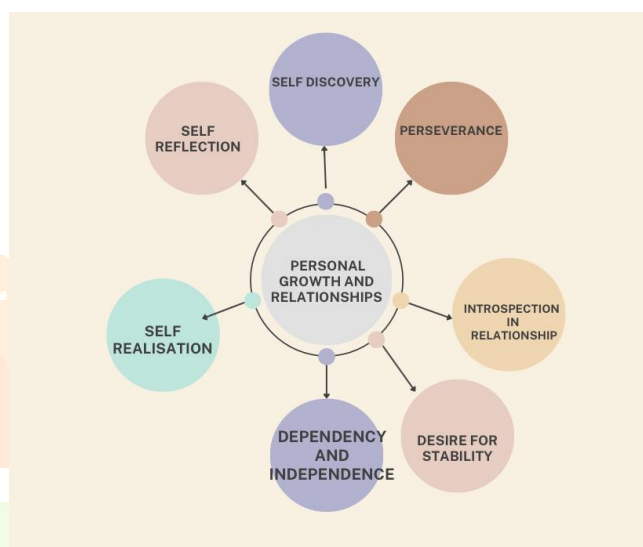 SELF DISCOVERY
SELF
REFLECTION
PERSEVERANCE
PERSONAL
GROWTH AND
RELATIONSHIPS
INTROSPECTION
IN
RELATIONSHIP
SELF
REALISATION
DEPENDENCY
AND
INDEPENDENCE
DESIRE FOR
STABILITY